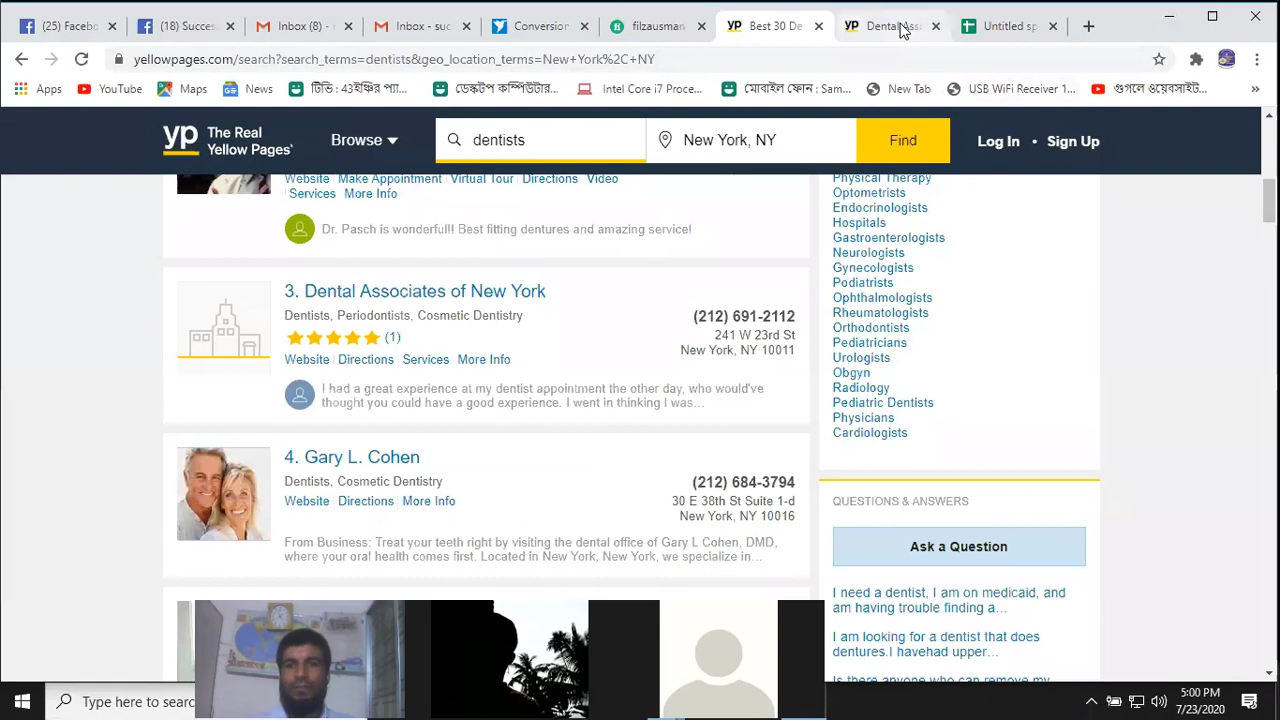 (25) Facebo
(18) Succes
Inbox (8) - s
Inbox - suc
Conversion
filzausman
Best 30 De
Dental Ass
Untitled sp
yellowpages.com/search?search_terms=dentists&geo_location_terms=New+York%2C+NY
Apps
YouTube
Maps
News
টিভি : 43ইঞ্চির প্যা...
ডেস্কটপ কম্পিউটার...
Intel Core i7 Proce...
মোবাইল ফোন : Sam...
New Tab
USB WiFi Receiver 1...
গুগলে ওয়েবসাইট...
yp The Real Yellow Pages®
Browse
dentists
New York, NY
Find
Log In • Sign Up
Website Make Appointment Virtual Tour Directions Video
Services More Info
Dr. Pasch is wonderful!! Best fitting dentures and amazing service!
3. Dental Associates of New York
Dentists, Periodontists, Cosmetic Dentistry
(1)
Website Directions Services More Info
(212) 691-2112
241 W 23rd St
New York, NY 10011
I had a great experience at my dentist appointment the other day, who would've
thought you could have a good experience. I went in thinking I was...
4. Gary L. Cohen
Dentists, Cosmetic Dentistry
Website Directions More Info
(212) 684-3794
30 E 38th St Suite 1-d
New York, NY 10016
From Business: Treat your teeth right by visiting the dental office of Gary L Cohen, DMD,
where your oral health comes first. Located in New York, New York, we specialize in...
Physical Therapy
Optometrists
Endocrinologists
Hospitals
Gastroenterologists
Neurologists
Gynecologists
Podiatrists
Ophthalmologists
Rheumatologists
Orthodontists
Pediatricians
Urologists
Obgyn
Radiology
Pediatric Dentists
Physicians
Cardiologists
QUESTIONS & ANSWERS
Ask a Question
I need a dentist, I am on medicaid, and
am having trouble finding a...
I am looking for a dentist that does
dentures.I havehad upper...
Is there anyone who can remove my
Type here to searc
5:00 PM
7/23/2020